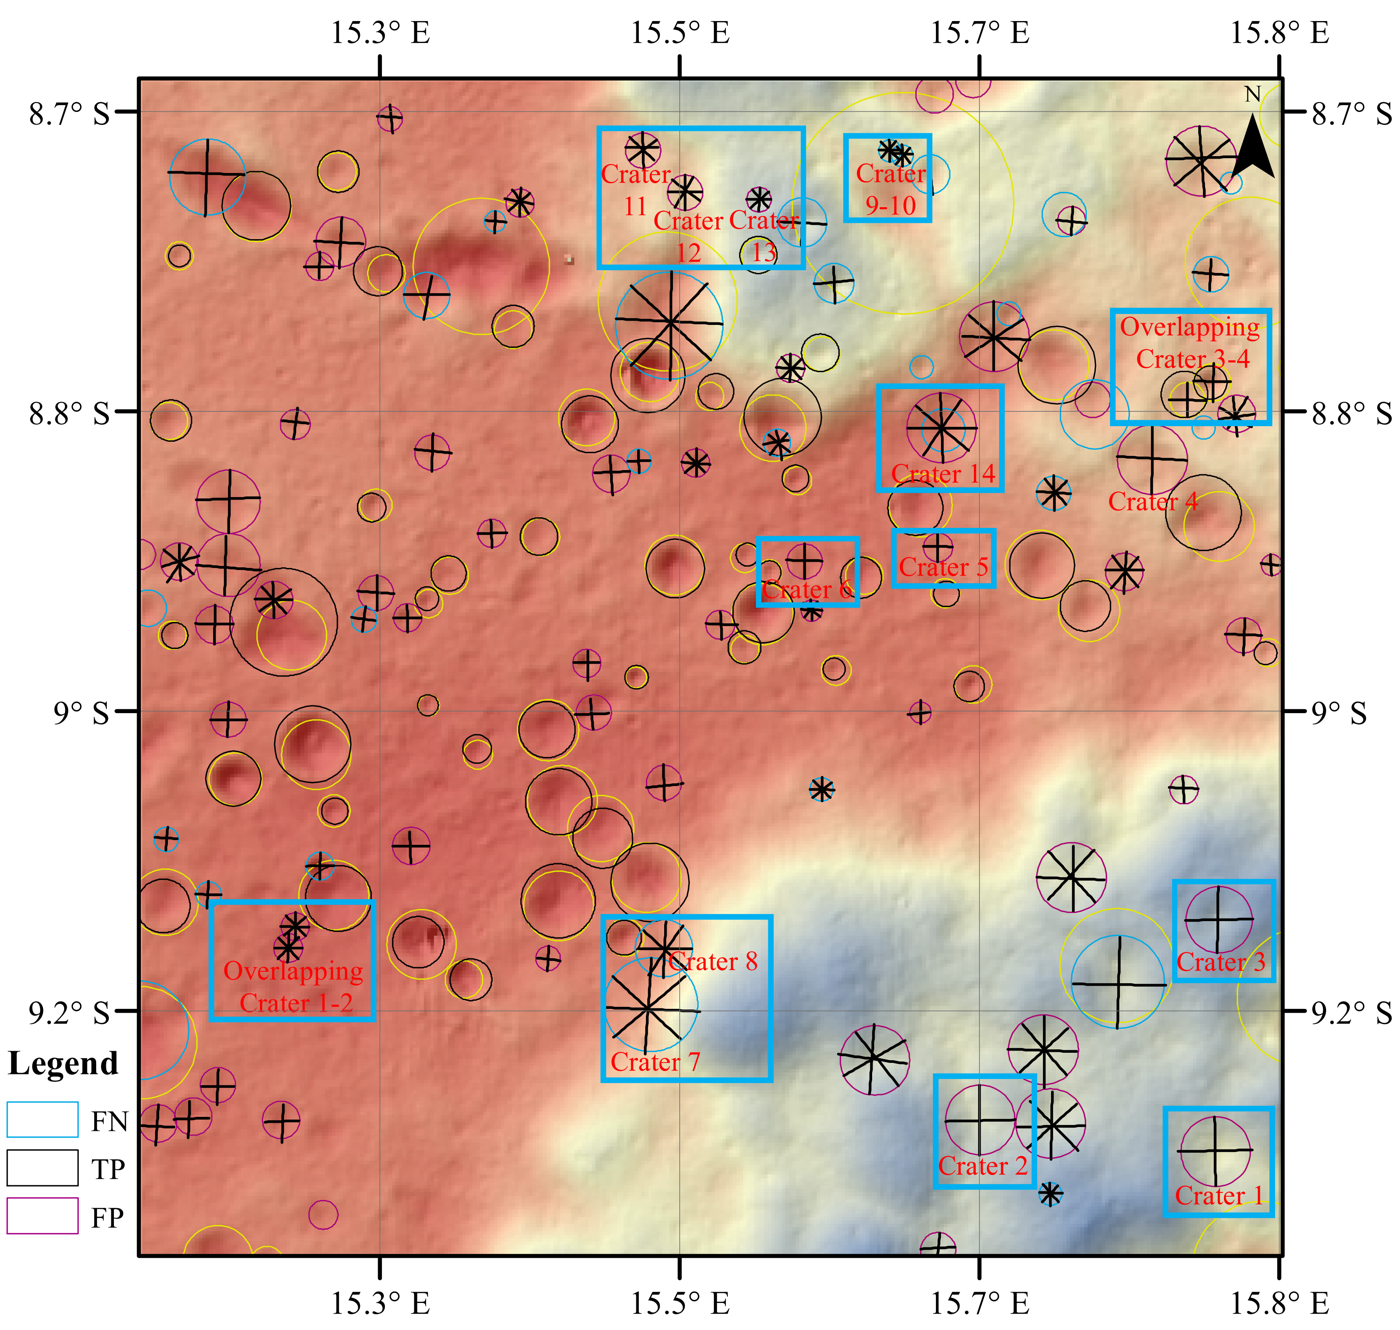 15.3° E 15.5° E 15.7° E 15.8° E
N
8.7° S 8.7° S
Crater
11
Crater
12
Crater
13
Crater
9-10
Overlapping
Crater 3-4
8.8° S 8.8° S
Crater 14
Crater 4
Crater 5
Crater 6
9° S 9° S
Crater 3
Crater 8
Overlapping
Crater 1-2
9.2° S 9.2° S
Crater 7
Crater 2
Crater 1
Legend
FN
TP
FP
15.3° E 15.5° E 15.7° E 15.8° E